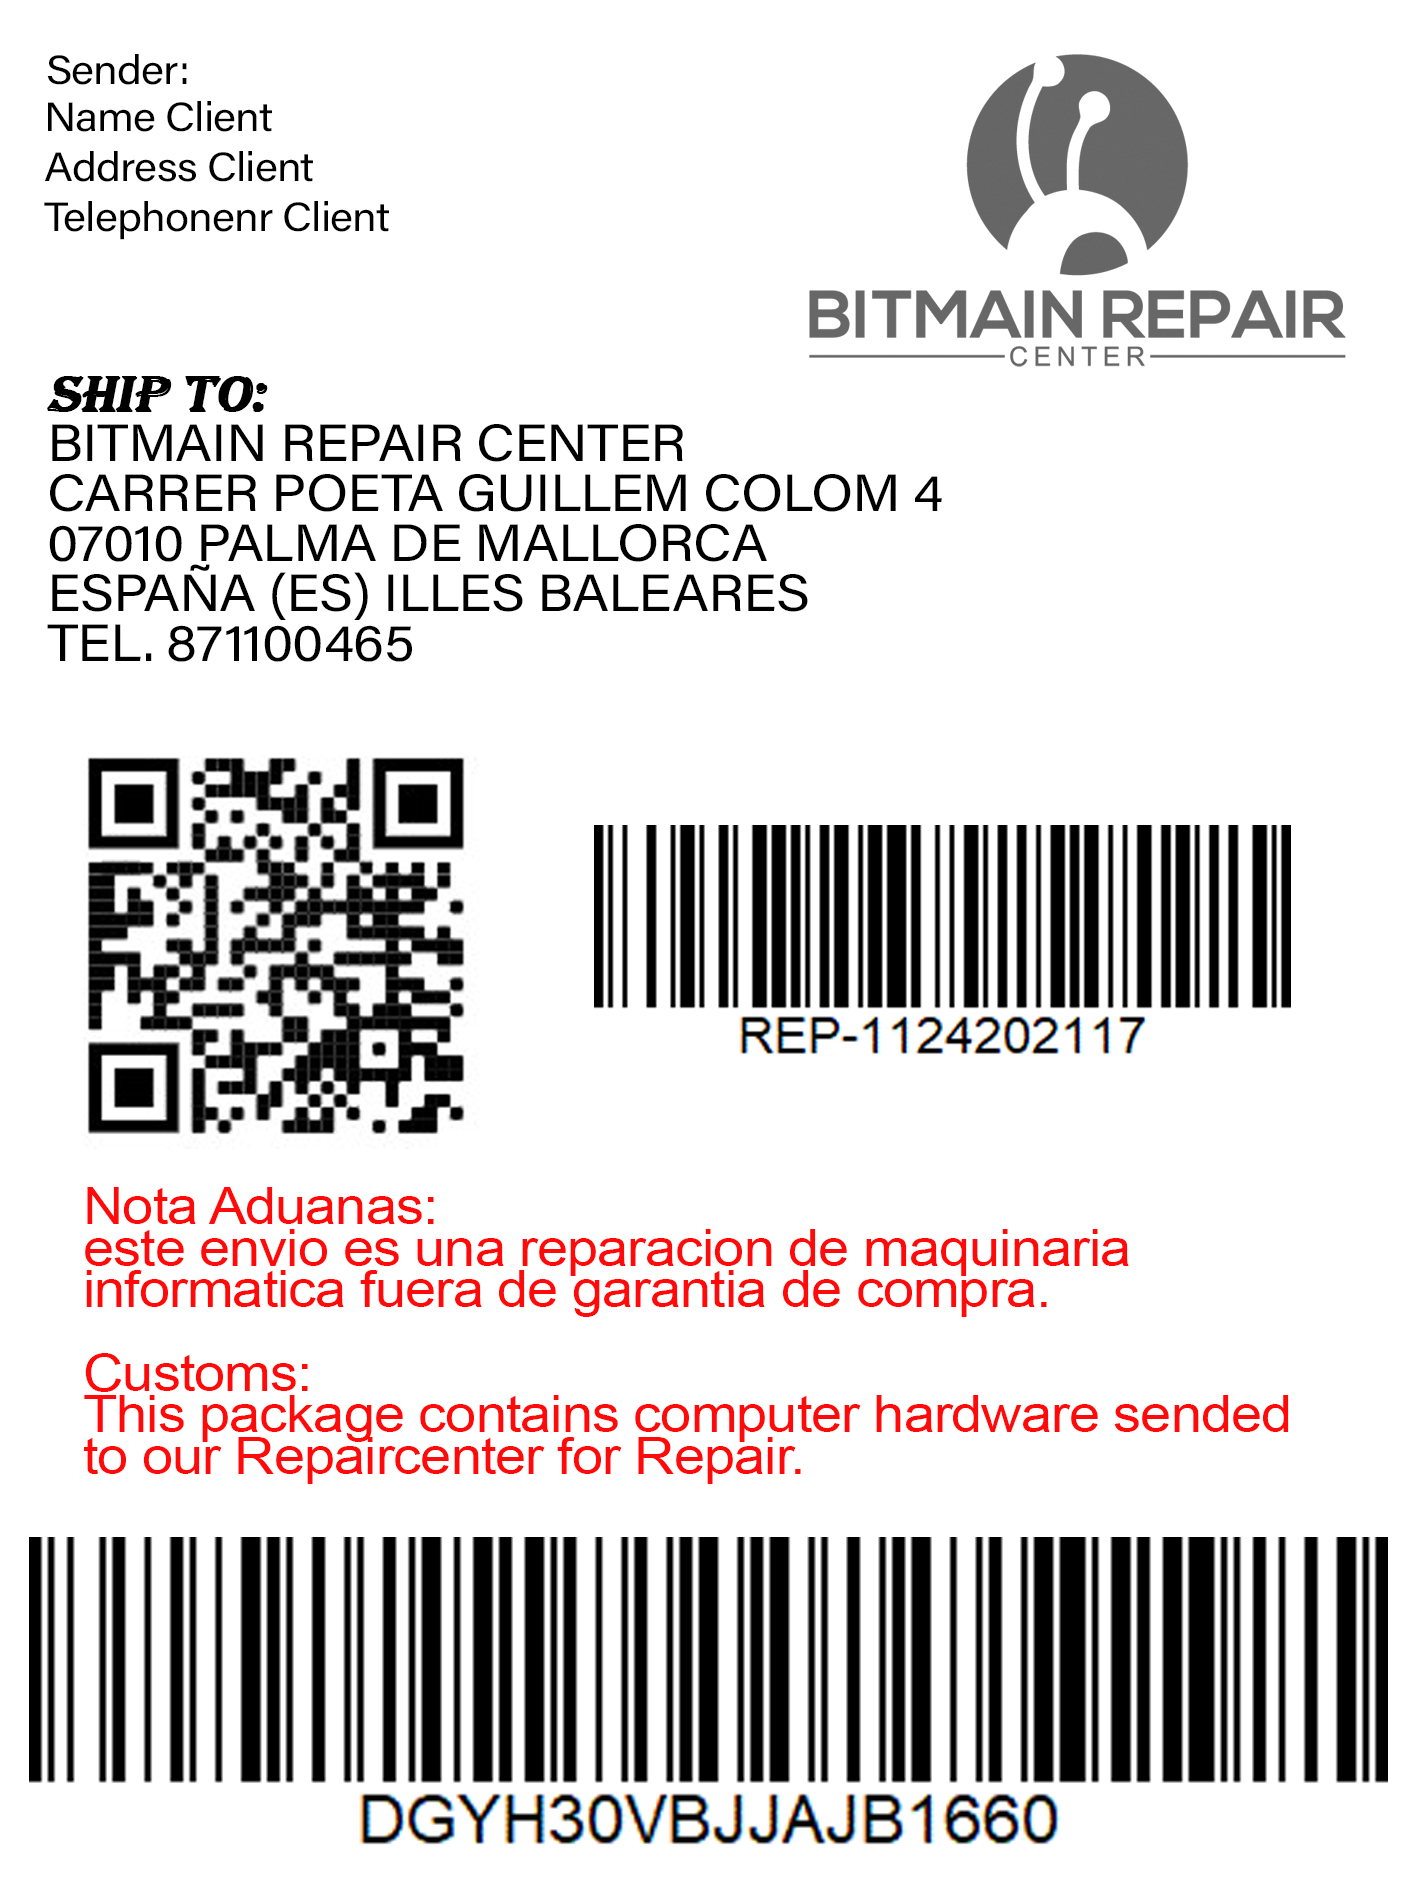 Sender:
Name Client
Address Client
Telephonenr Client
BITMAIN REPAIR
CENTER
SHIP TO:
BITMAIN REPAIR CENTER
CARRER POETA GUILLEM COLOM 4
07010 PALMA DE MALLORCA
ESPAÑA (ES) ILLES BALEARES
TEL. 871100465
REP-1124202117
Nota Aduanas:
este envio es una reparacion de maquinaria
informatica fuera de garantia de compra.
Customs:
This package contains computer hardware sended
to our Repaircenter for Repair.
DGYH30VBJJAJB1660